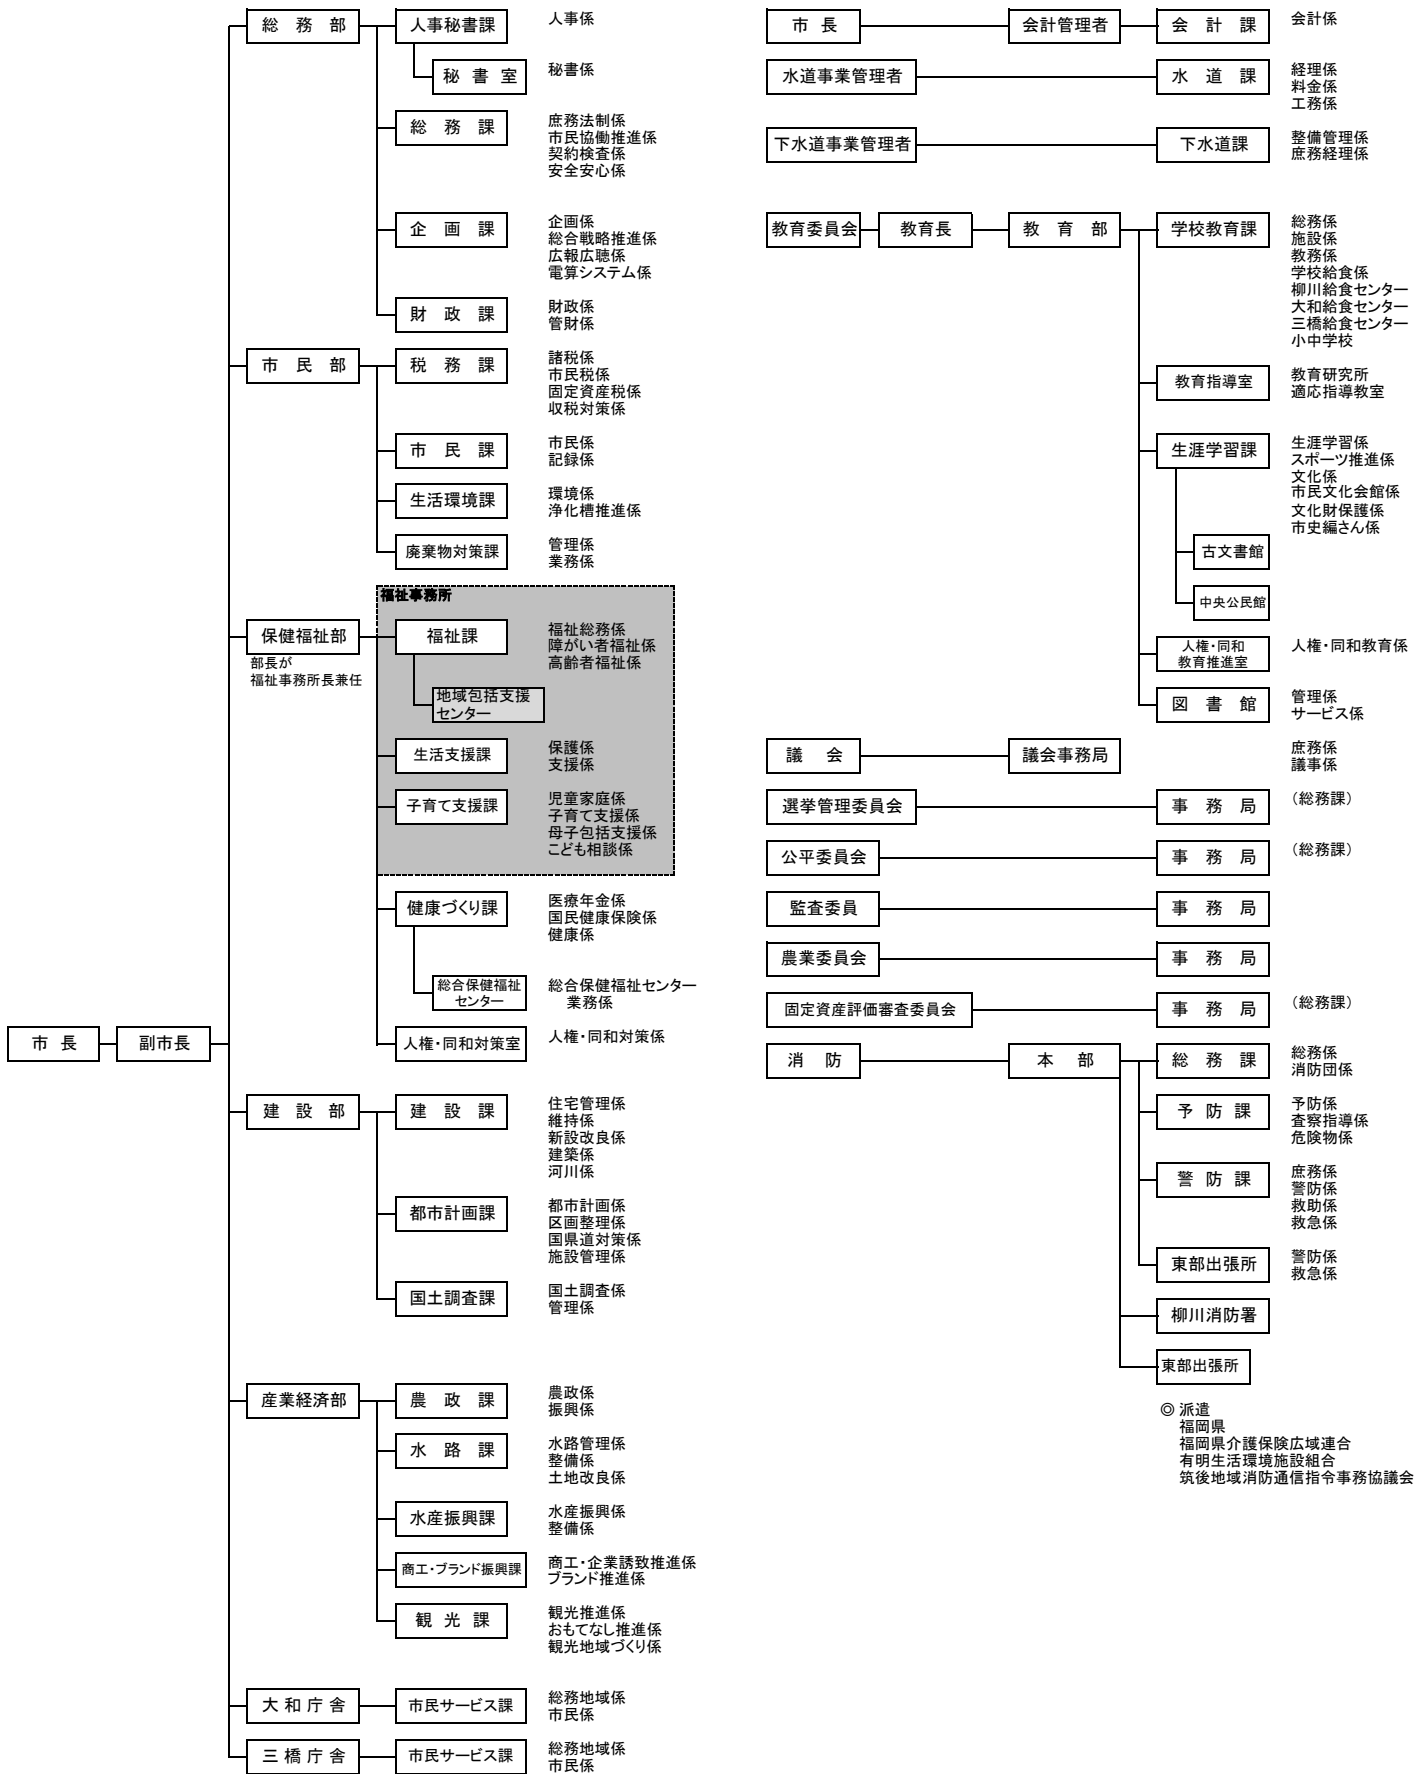 総務部
人事秘書課
人事係
秘書室
秘書係
総務課
庶務法制係
市民協働推進係
契約検査係
安全安心係
企画課
企画係
総合戦略推進係
広報広聴係
電算システム係
財政課
財政係
管財係
市民部
税務課
諸税係
市民税係
固定資産税係
収税対策係
市民課
市民係
記録係
生活環境課
環境係
浄化槽推進係
廃棄物対策課
管理係
業務係
福祉事務所
保健福祉部
部長が
福祉事務所長兼任
福祉課
福祉総務係
障がい者福祉係
高齢者福祉係
地域包括支援
センター
生活支援課
保護係
支援係
子育て支援課
児童家庭係
子育て支援係
母子包括支援係
こども相談係
健康づくり課
医療年金係
国民健康保険係
健康係
総合保健福祉
センター
総合保健福祉センター
業務係
市長
副市長
人権・同和対策室
人権・同和対策係
建設部
建設課
住宅管理係
維持係
新設改良係
建築係
河川係
都市計画課
都市計画係
区画整理係
国県道対策係
施設管理係
国土調査課
国土調査係
管理係
産業経済部
農政課
農政係
振興係
水路課
水路管理係
整備係
土地改良係
水産振興課
水産振興係
整備係
商工・ブランド振興課
商工・企業誘致推進係
ブランド推進係
観光課
観光推進係
おもてなし推進係
観光地域づくり係
大和庁舎
市民サービス課
総務地域係
市民係
三橋庁舎
市民サービス課
総務地域係
市民係
市長
会計管理者
会計課
会計係
水道事業管理者
水道課
経理係
料金係
工務係
下水道事業管理者
下水道課
整備管理係
庶務経理係
教育委員会
教育長
教育部
学校教育課
総務係
施設係
教務係
学校給食係
柳川給食センター
大和給食センター
三橋給食センター
小中学校
教育指導室
教育研究所
適応指導教室
生涯学習課
生涯学習係
スポーツ推進係
文化係
市民文化会館係
文化財保護係
市史編さん係
古文書館
中央公民館
人権・同和
教育推進室
人権・同和教育係
図書館
管理係
サービス係
議会
議会事務局
庶務係
議事係
選挙管理委員会
事務局
（総務課）
公平委員会
事務局
（総務課）
監査委員
事務局
農業委員会
事務局
固定資産評価審査委員会
事務局
（総務課）
消防
本部
総務課
総務係
消防団係
予防課
予防係
査察指導係
危険物係
警防課
庶務係
警防係
救助係
救急係
東部出張所
警防係
救急係
柳川消防署
東部出張所
◎ 派遣
福岡県
福岡県介護保険広域連合
有明生活環境施設組合
筑後地域消防通信指令事務協議会